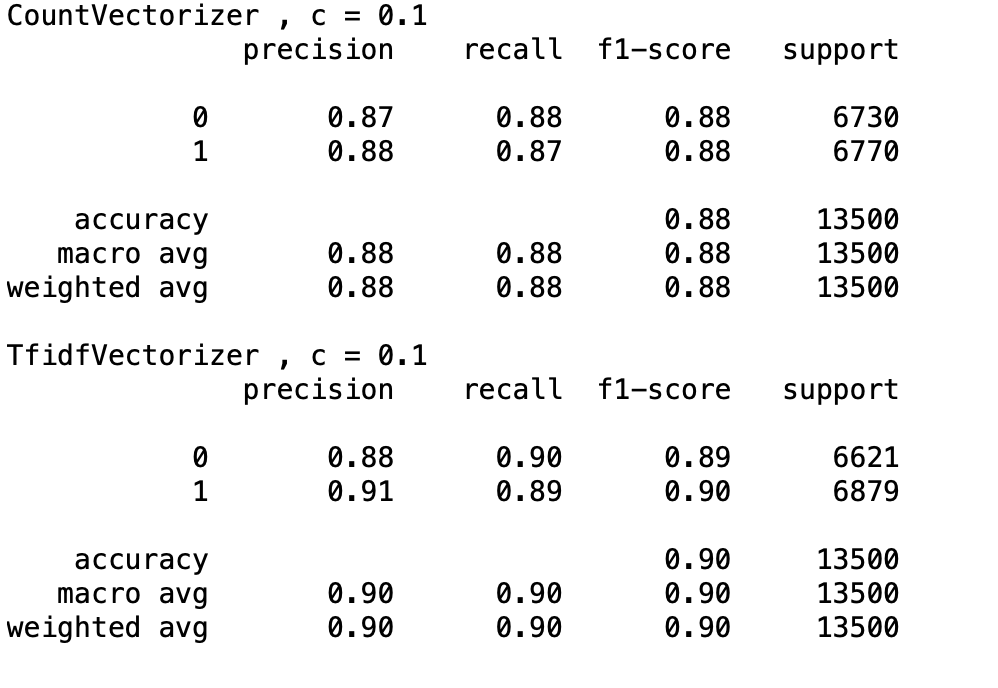 CountVectorizer , c = 0.1
precision recall f1-score support
0 0.87 0.88 0.88 6730
1 0.88 0.87 0.88 6770
accuracy 0.88 13500
macro avg 0.88 0.88 0.88 13500
weighted avg 0.88 0.88 0.88 13500
TfidfVectorizer , c = 0.1
precision recall f1-score support
0 0.88 0.90 0.89 6621
1 0.91 0.89 0.90 6879
accuracy 0.90 13500
macro avg 0.90 0.90 0.90 13500
weighted avg 0.90 0.90 0.90 13500